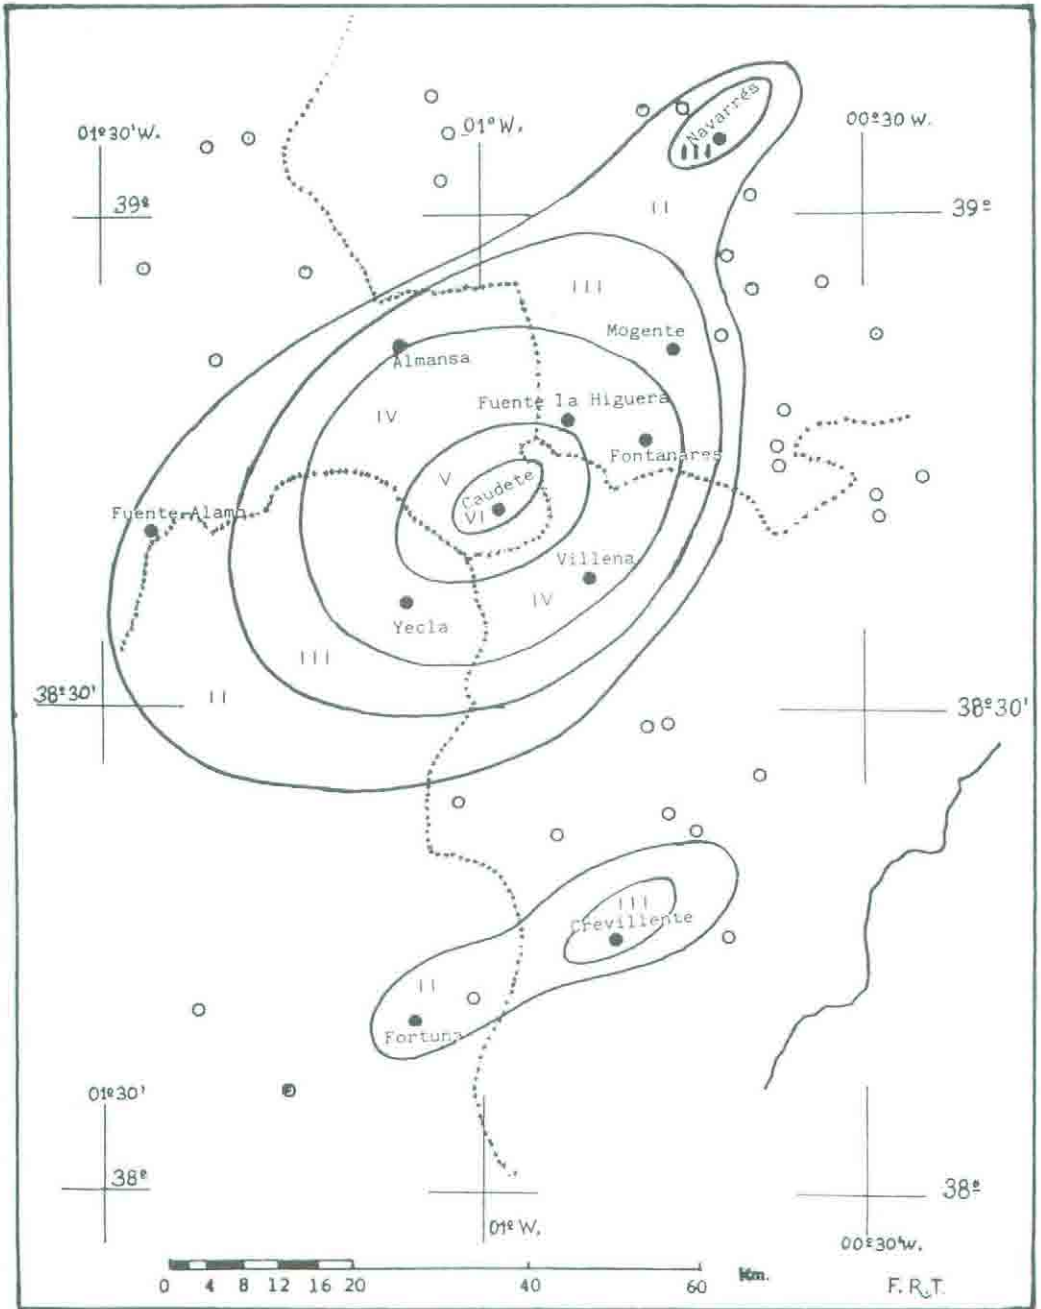 Navarrés
III
01º30'W.
01º W.
00º30 W.
39º
II
39º
III
Mogente
Almansa
Fuente la Higuera
IV
Fontanares
V
Caudete
VI
Fuente-Alamo
Villena
IV
Yecla
III
II
38º30'
38º30'
III
Crevillente
II
Fortuna
01º30'
38º
38º
01º W.
00º30'W.
0 4 8 12 16 20 40 60 Km.
F.R.T.